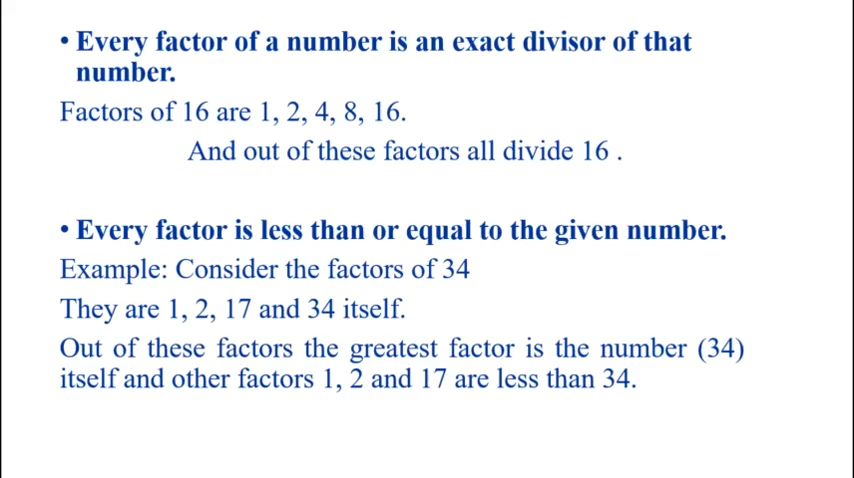 • Every factor of a number is an exact divisor of that
number.
Factors of 16 are 1, 2, 4, 8, 16.
And out of these factors all divide 16 .
• Every factor is less than or equal to the given number.
Example: Consider the factors of 34
They are 1, 2, 17 and 34 itself.
Out of these factors the greatest factor is the number (34)
itself and other factors 1, 2 and 17 are less than 34.